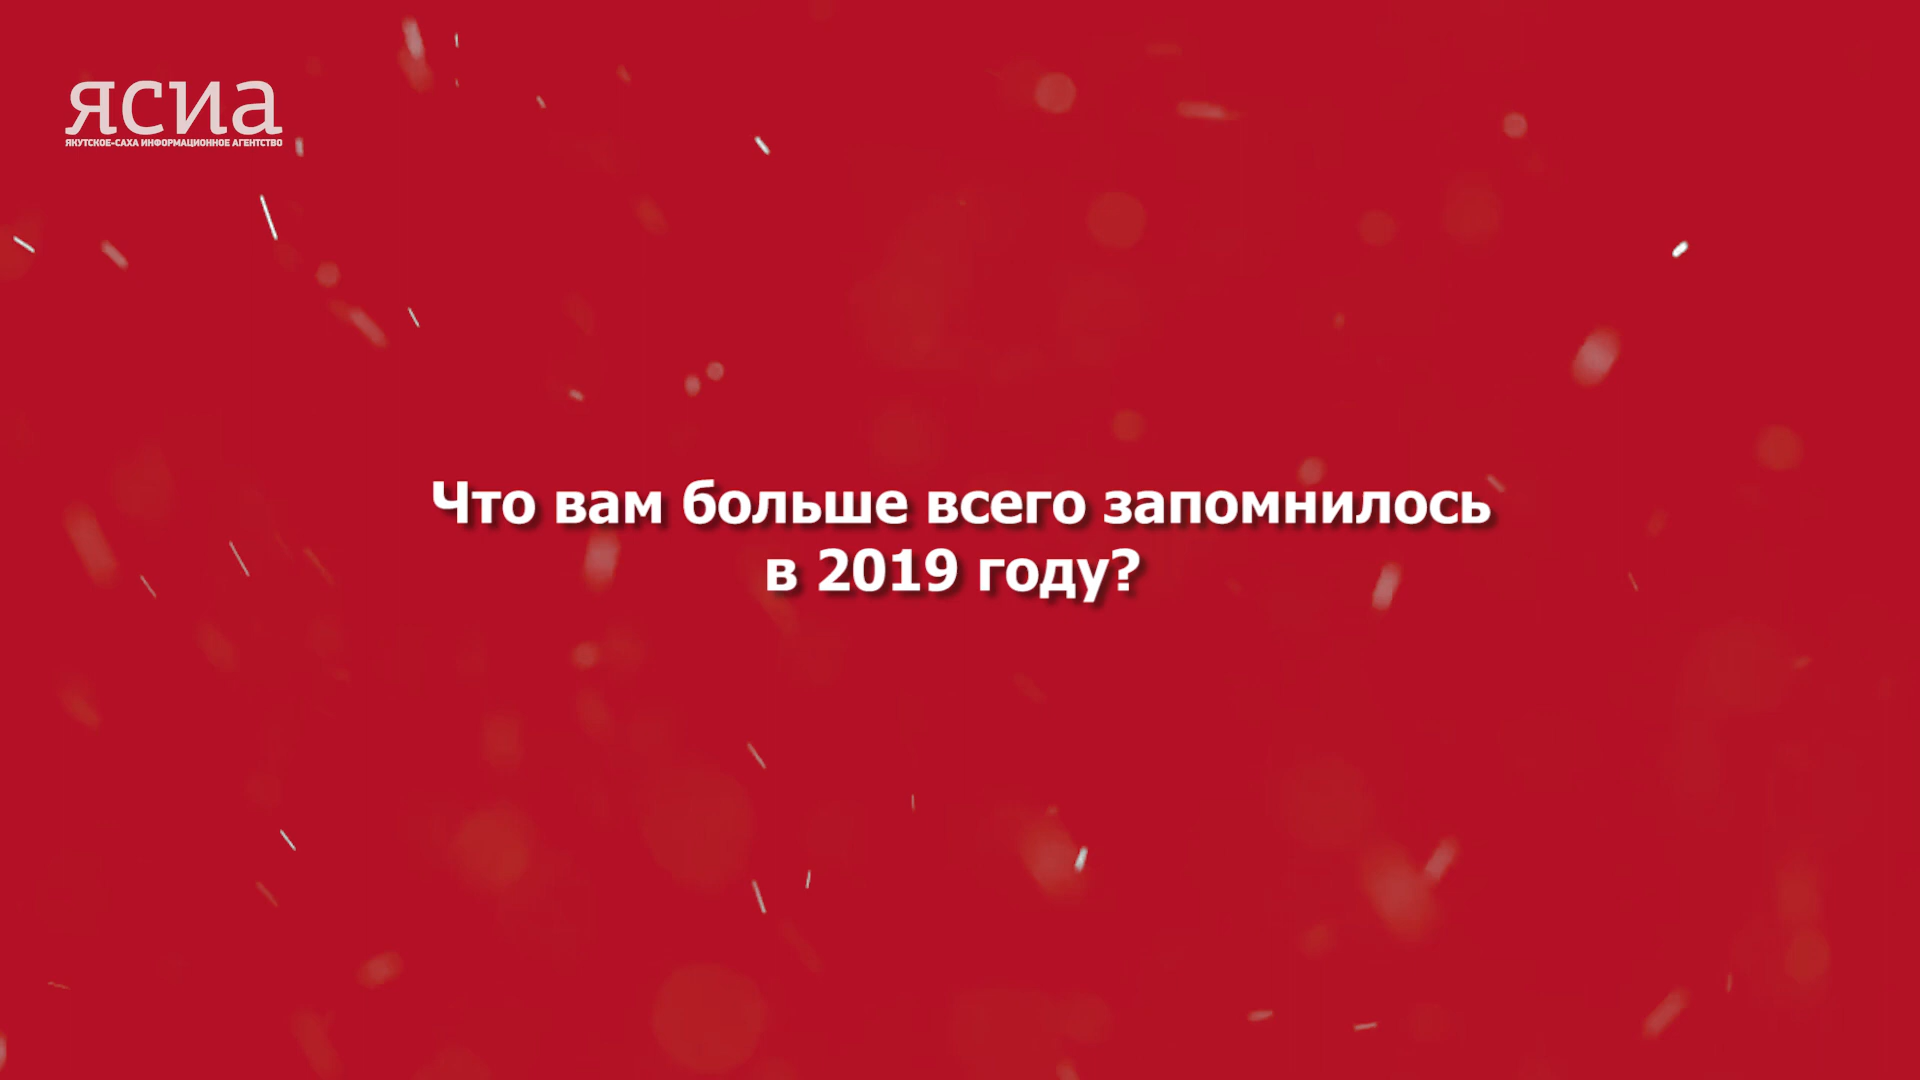 ЯСИА
ЯКУТСКОЕ-САХА ИНФОРМАЦИОННОЕ АГЕНТСТВО
Что вам больше всего запомнилось
в 2019 году?